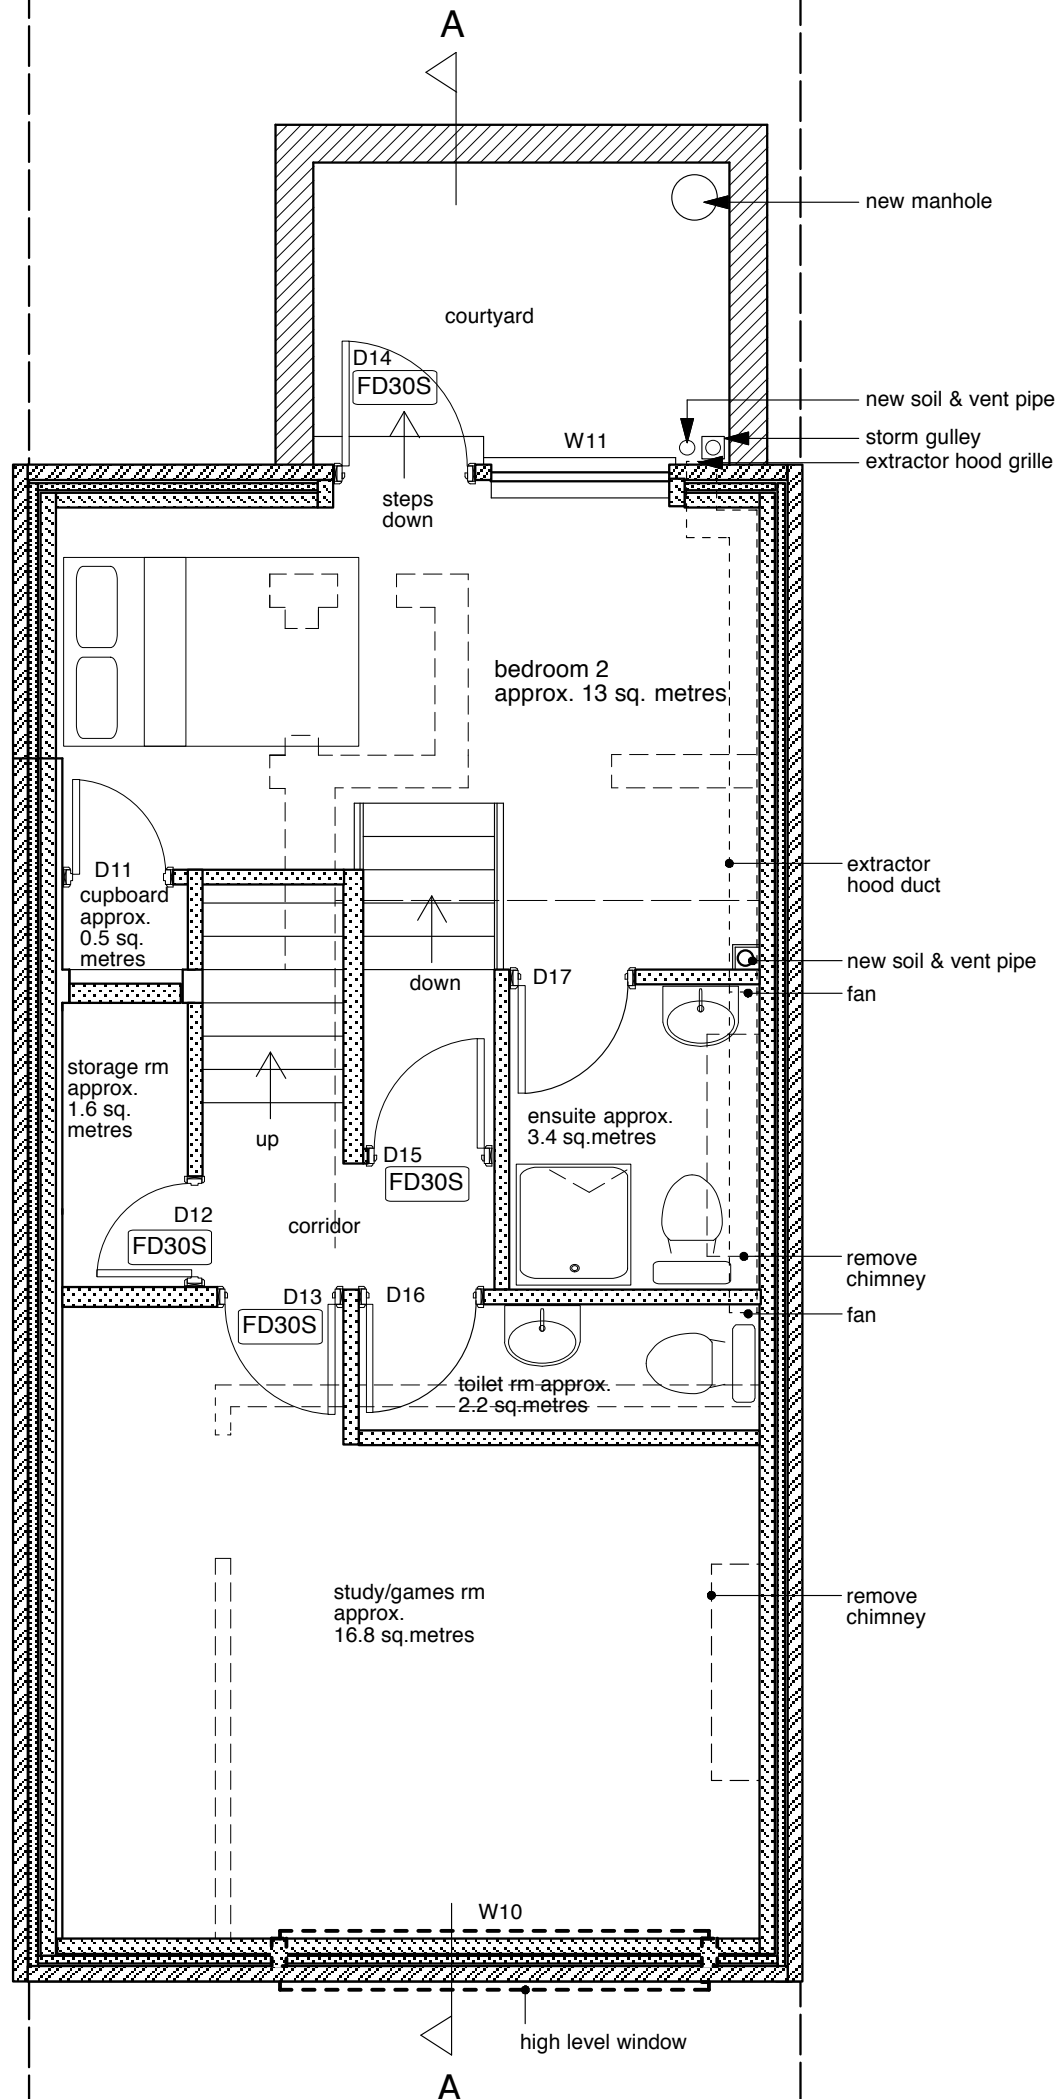 A
new manhole
courtyard
D14
FD30S
new soil & vent pipe
W11
storm gulley
extractor hood grille
steps
down
bedroom 2
approx. 13 sq. metres
D11
cupboard
approx.
0.5 sq.
metres
extractor
hood duct
down
D17
new soil & vent pipe
fan
storage rm
approx.
1.6 sq.
metres
up
ensuite approx.
3.4 sq.metres
D15
FD30S
D12
FD30S
corridor
remove
chimney
D13
FD30S
D16
fan
toilet rm approx.
2.2 sq.metres
study/games rm
approx.
16.8 sq.metres
remove
chimney
W10
high level window
A